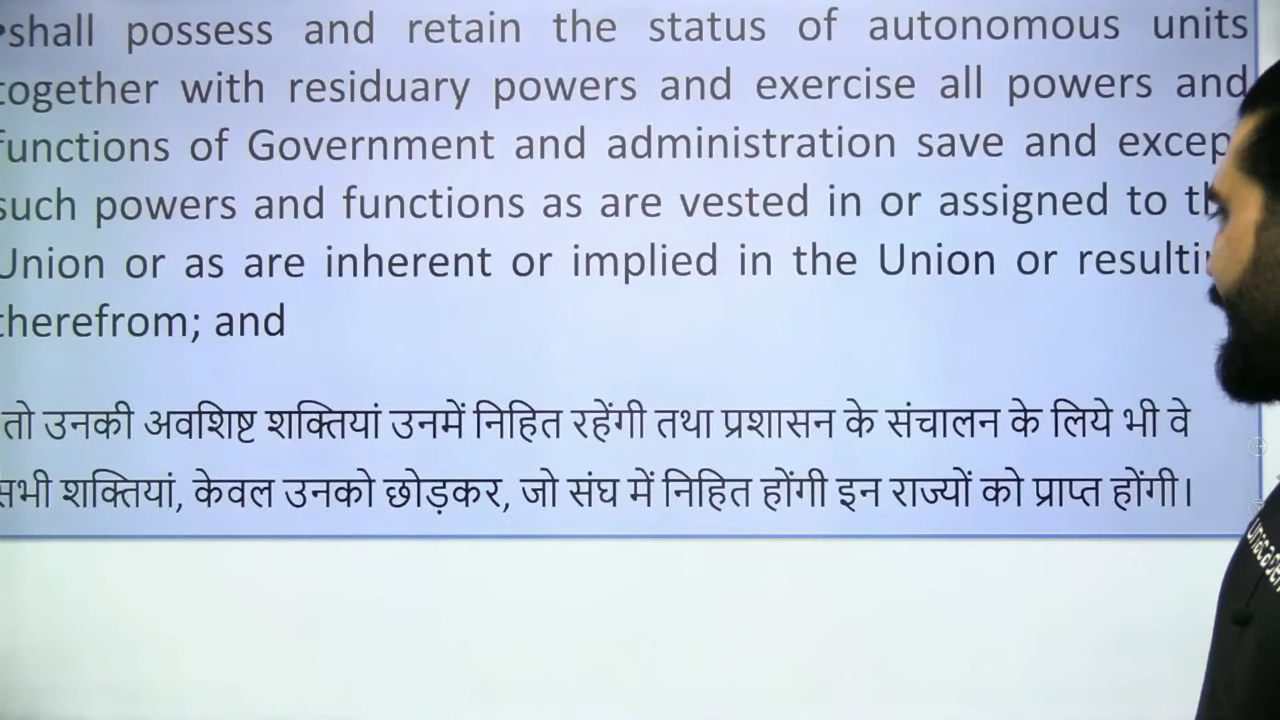 shall possess and retain the status of autonomous units
together with residuary powers and exercise all powers and
functions of Government and administration save and excep
such powers and functions as are vested in or assigned to th
Union or as are inherent or implied in the Union or resulti
therefrom; and
तो उनकी अवशिष्ट शक्तियां उनमें निहित रहेंगी तथा प्रशासन के संचालन के लिये भी वे
सभी शक्तियां, केवल उनको छोड़कर, जो संघ में निहित होंगी इन राज्यों को प्राप्त होंगी।
unacadem